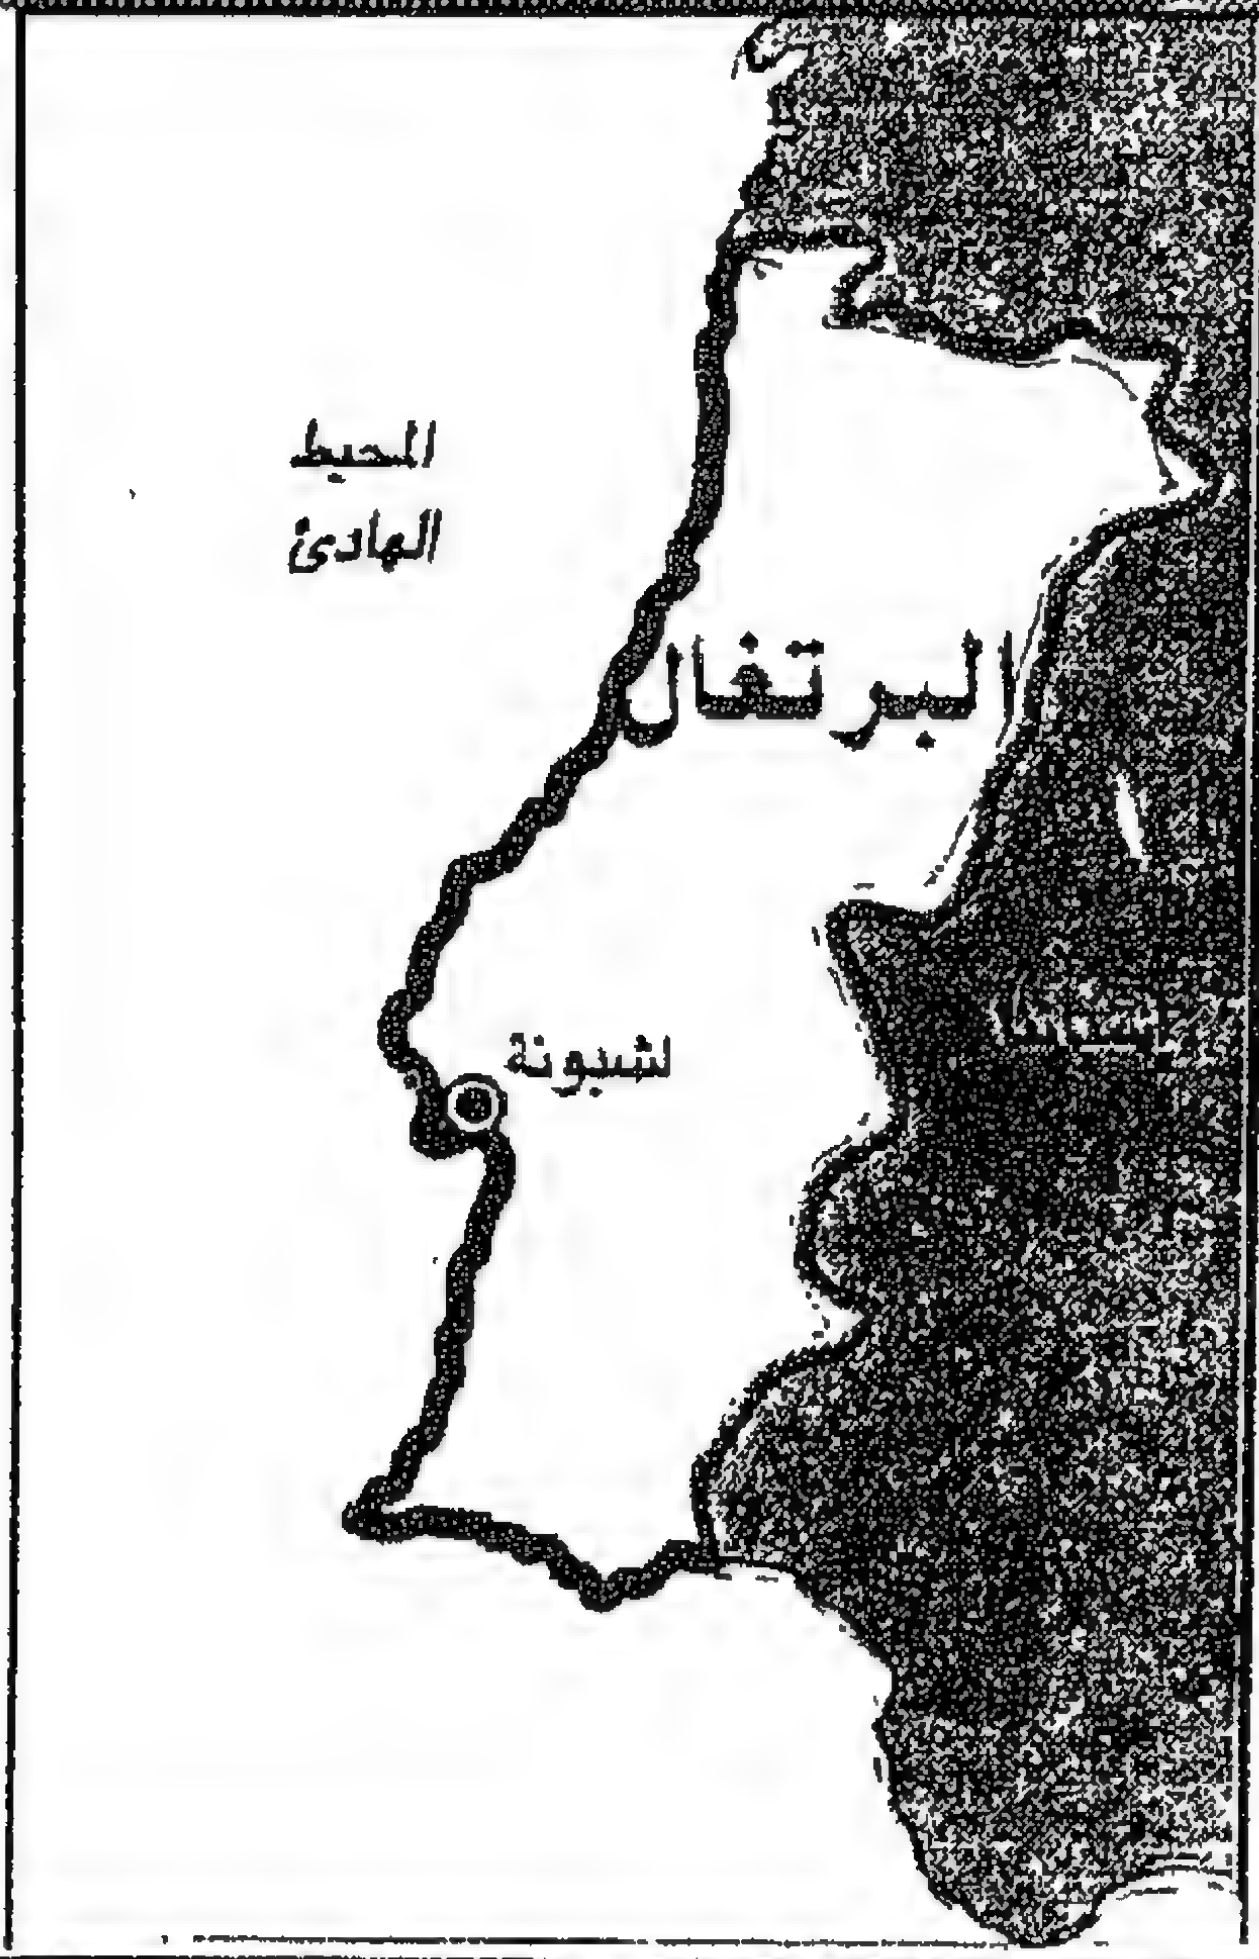 المحيط
الهادئ
البرتغال
لشبونة